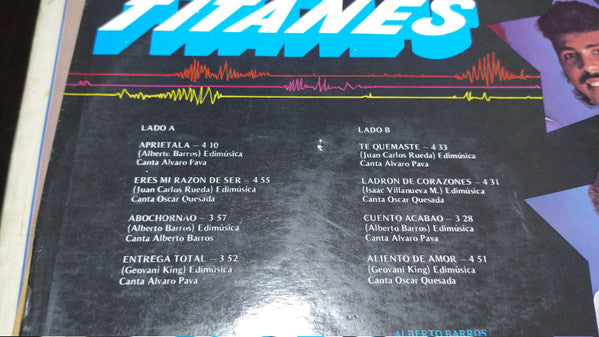 TITANES
LADO A
APRIETALA — 4 10
(Alberto Barros) Edimúsica
Canta Alvaro Pava
ERES MI RAZON DE SER — 4 55
(Juan Carlos Rueda) Edimúsica
Canta Oscar Quesada
ABOCHORNAO — 3 57
(Alberto Barros) Edimúsica
Canta Alberto Barros
ENTREGA TOTAL — 3 52
(Geovani King) Edimúsica
Canta Alvaro Pava
LADO B
TE QUEMASTE — 4 33
(Juan Carlos Rueda) Edimúsica
Canta Alvaro Pava
LADRON DE CORAZONES — 4 31
(Isaac Villanueva M.) Edimúsica
Canta Oscar Quesada
CUENTO ACABAO — 3 28
(Alberto Barros) Edimúsica
Canta Alvaro Pava
ALIENTO DE AMOR — 4 51
(Geovani King) Edimúsica
Canta Oscar Quesada
ALBERTO BARROS